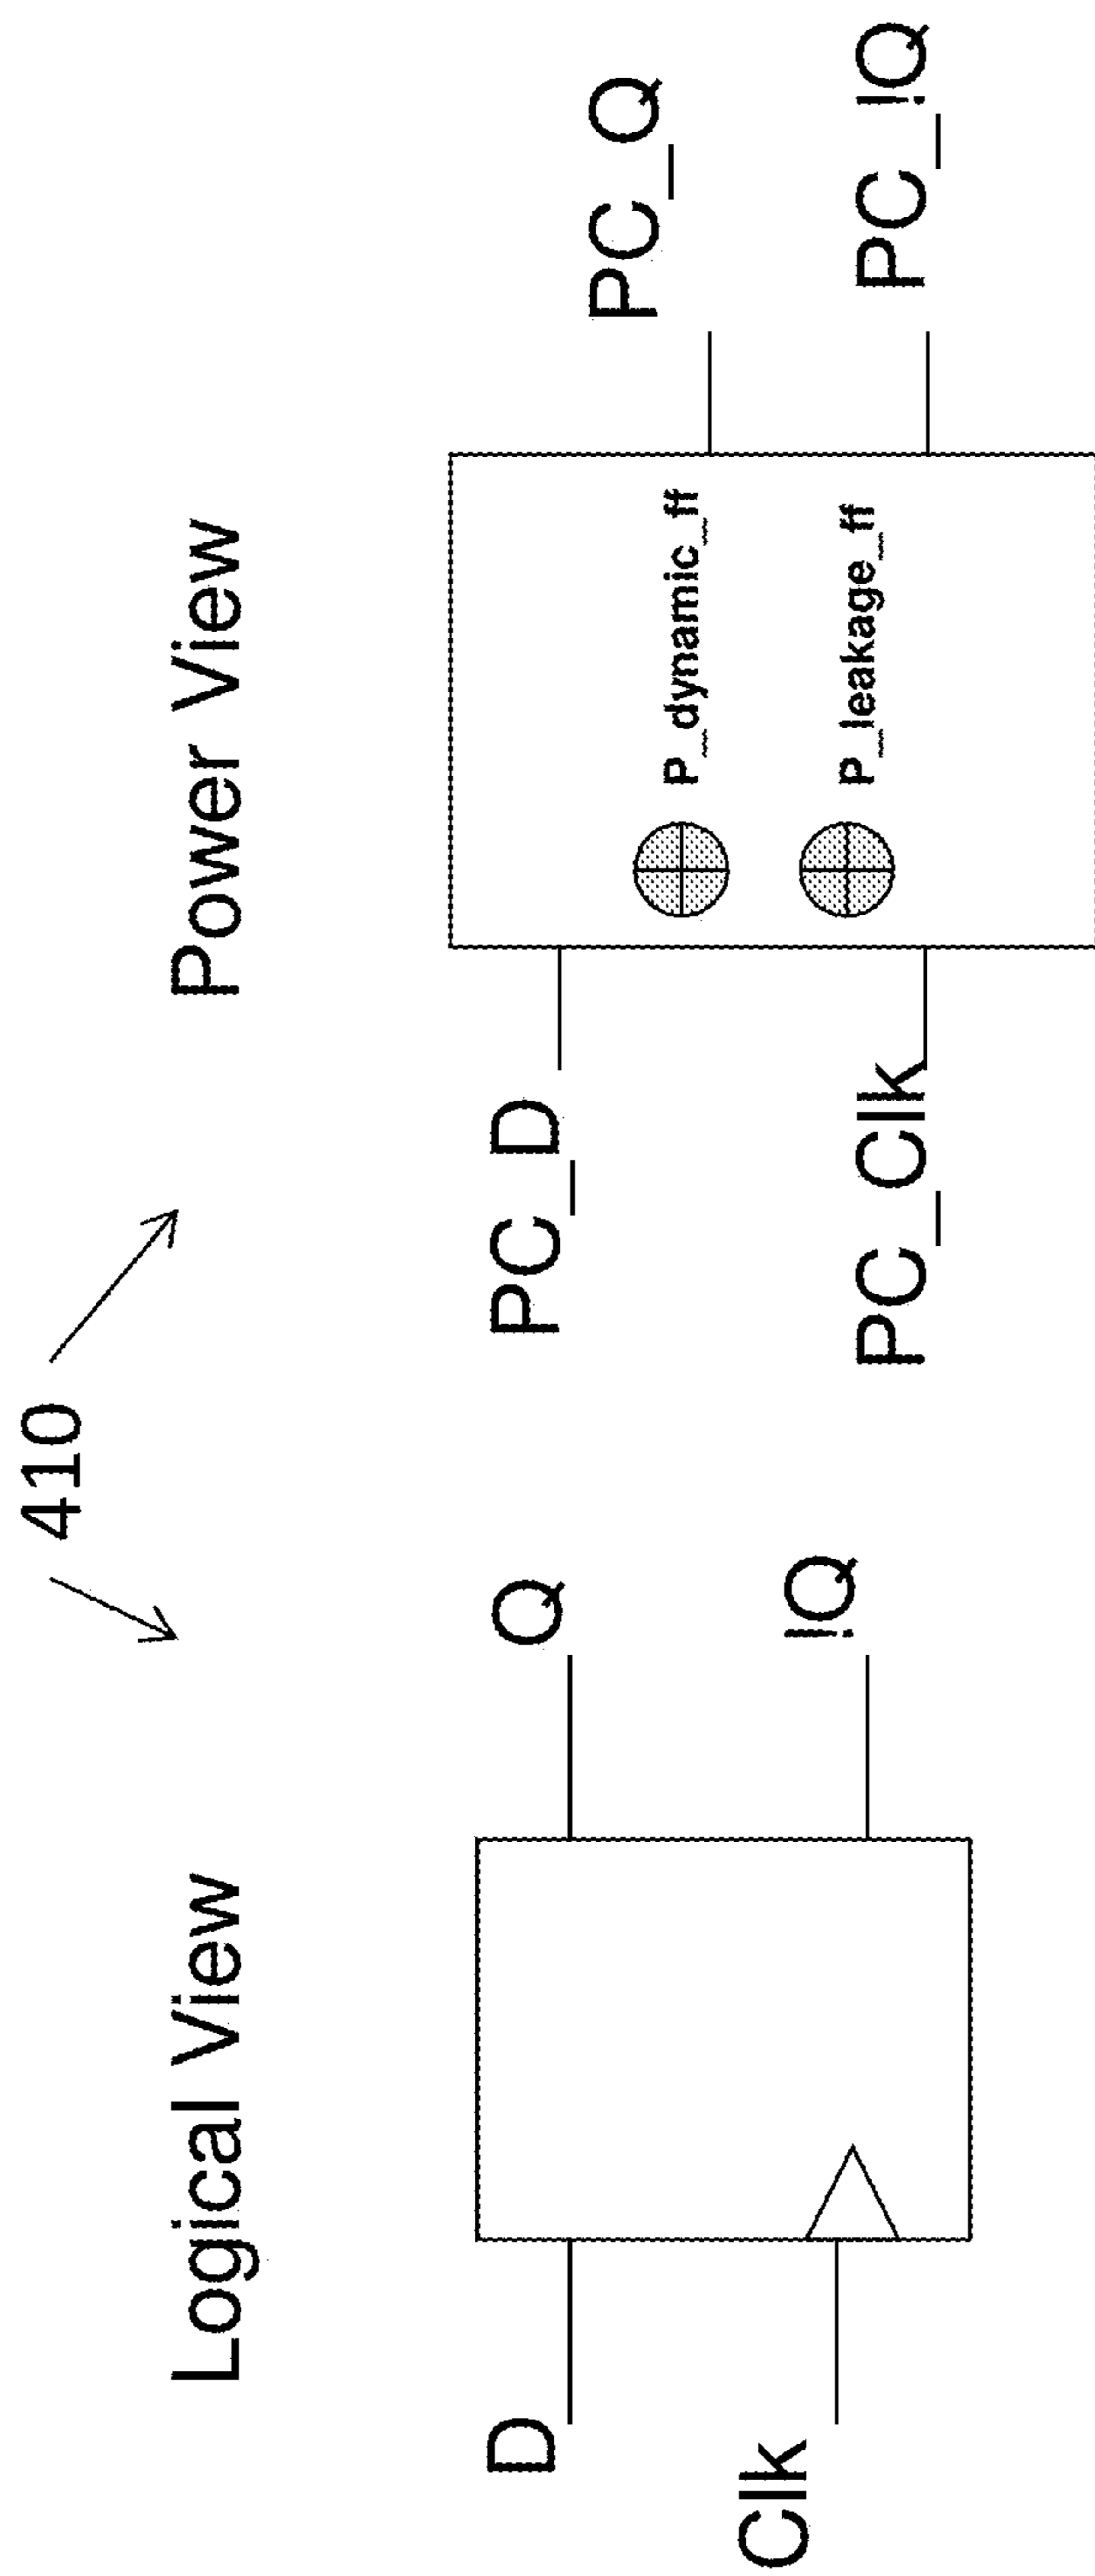 410
Logical View
Power View
D
Clk
Q
!Q
PC_D
PC_Clk
P_dynamic_ff
P_leakage_ff
PC_Q
PC_!Q